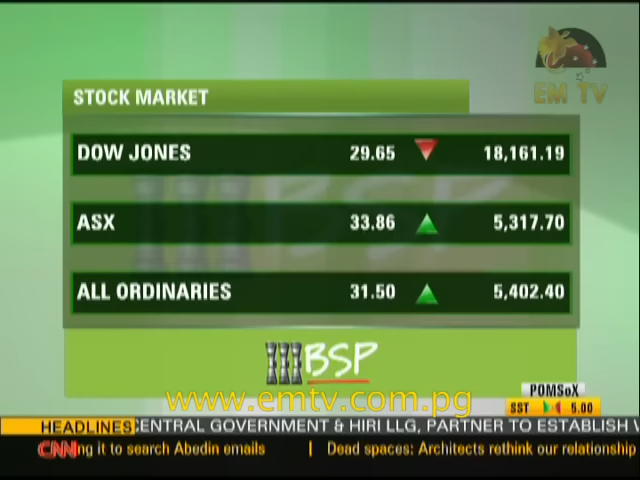 EM TV
STOCK MARKET
DOW JONES 29.65 18,161.19
ASX 33.86 5,317.70
ALL ORDINARIES 31.50 5,402.40
BSP
www.emtv.com.pg
POMSoX
SST 5.00
HEADLINES CENTRAL GOVERNMENT & HIRI LLG, PARTNER TO ESTABLISH
CNN ng it to search Abedin emails | Dead spaces: Architects rethink our relationship